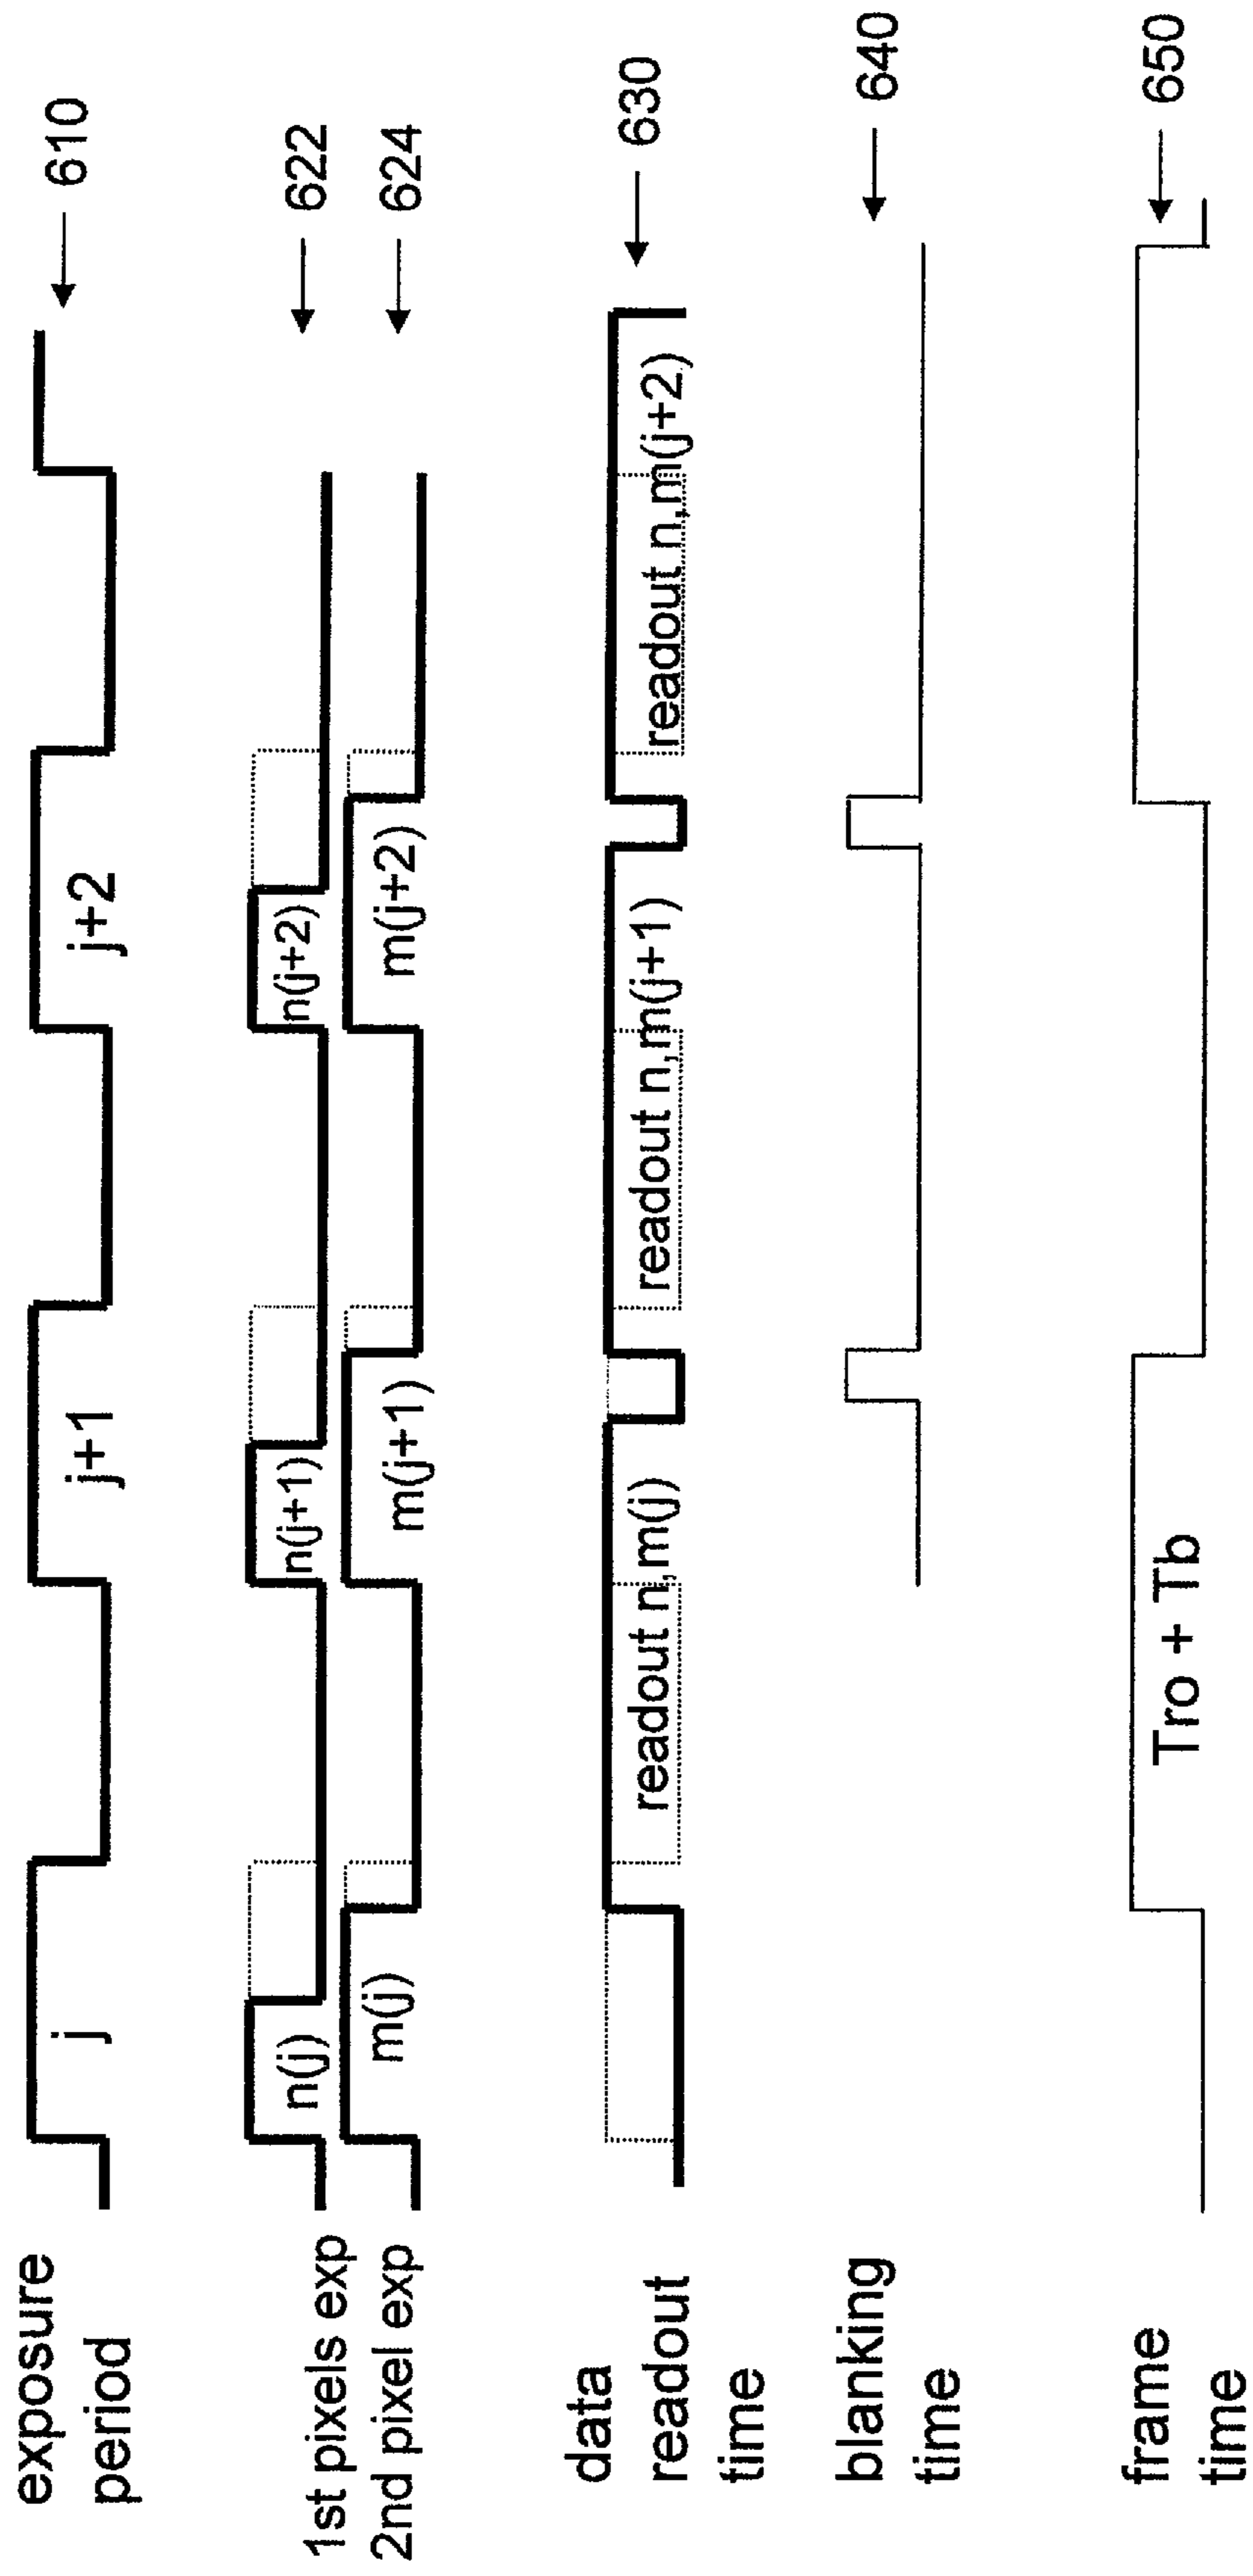 exposure
period
j
j+1
j+2
610
1st pixels exp
n(j)
n(j+1)
n(j+2)
622
2nd pixel exp
m(j)
m(j+1)
m(j+2)
624
data
readout
time
readout n,m(j)
readout n,m(j+1)
readout n,m(j+2)
630
blanking
time
640
frame
time
Tro + Tb
650